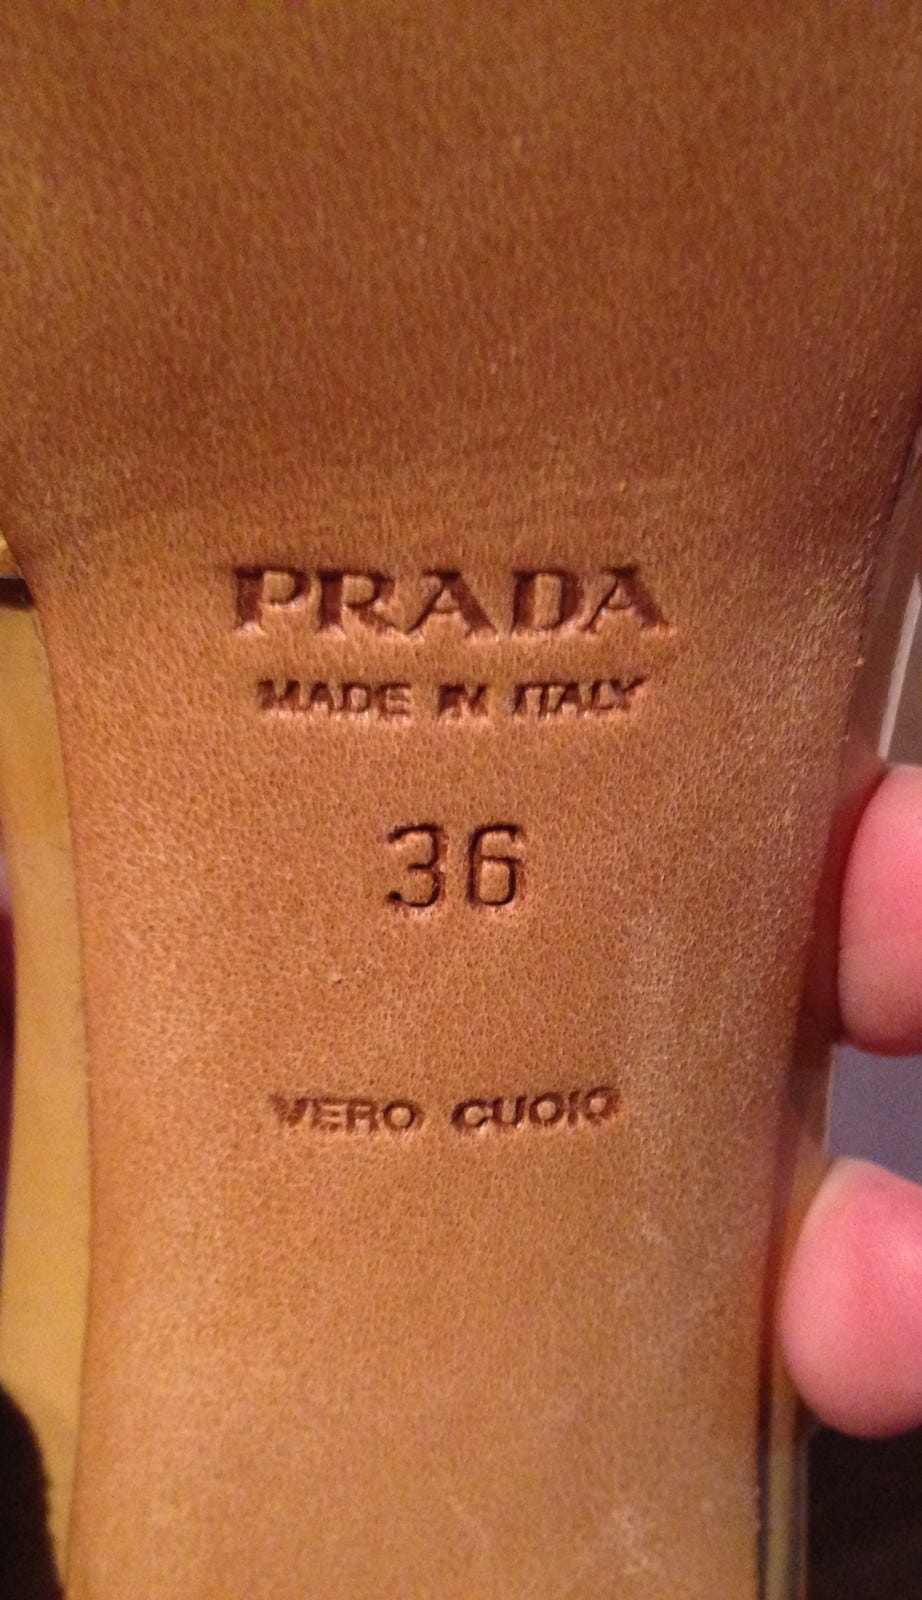 PRADA
MADE IN ITALY
36
VERO CUOIO